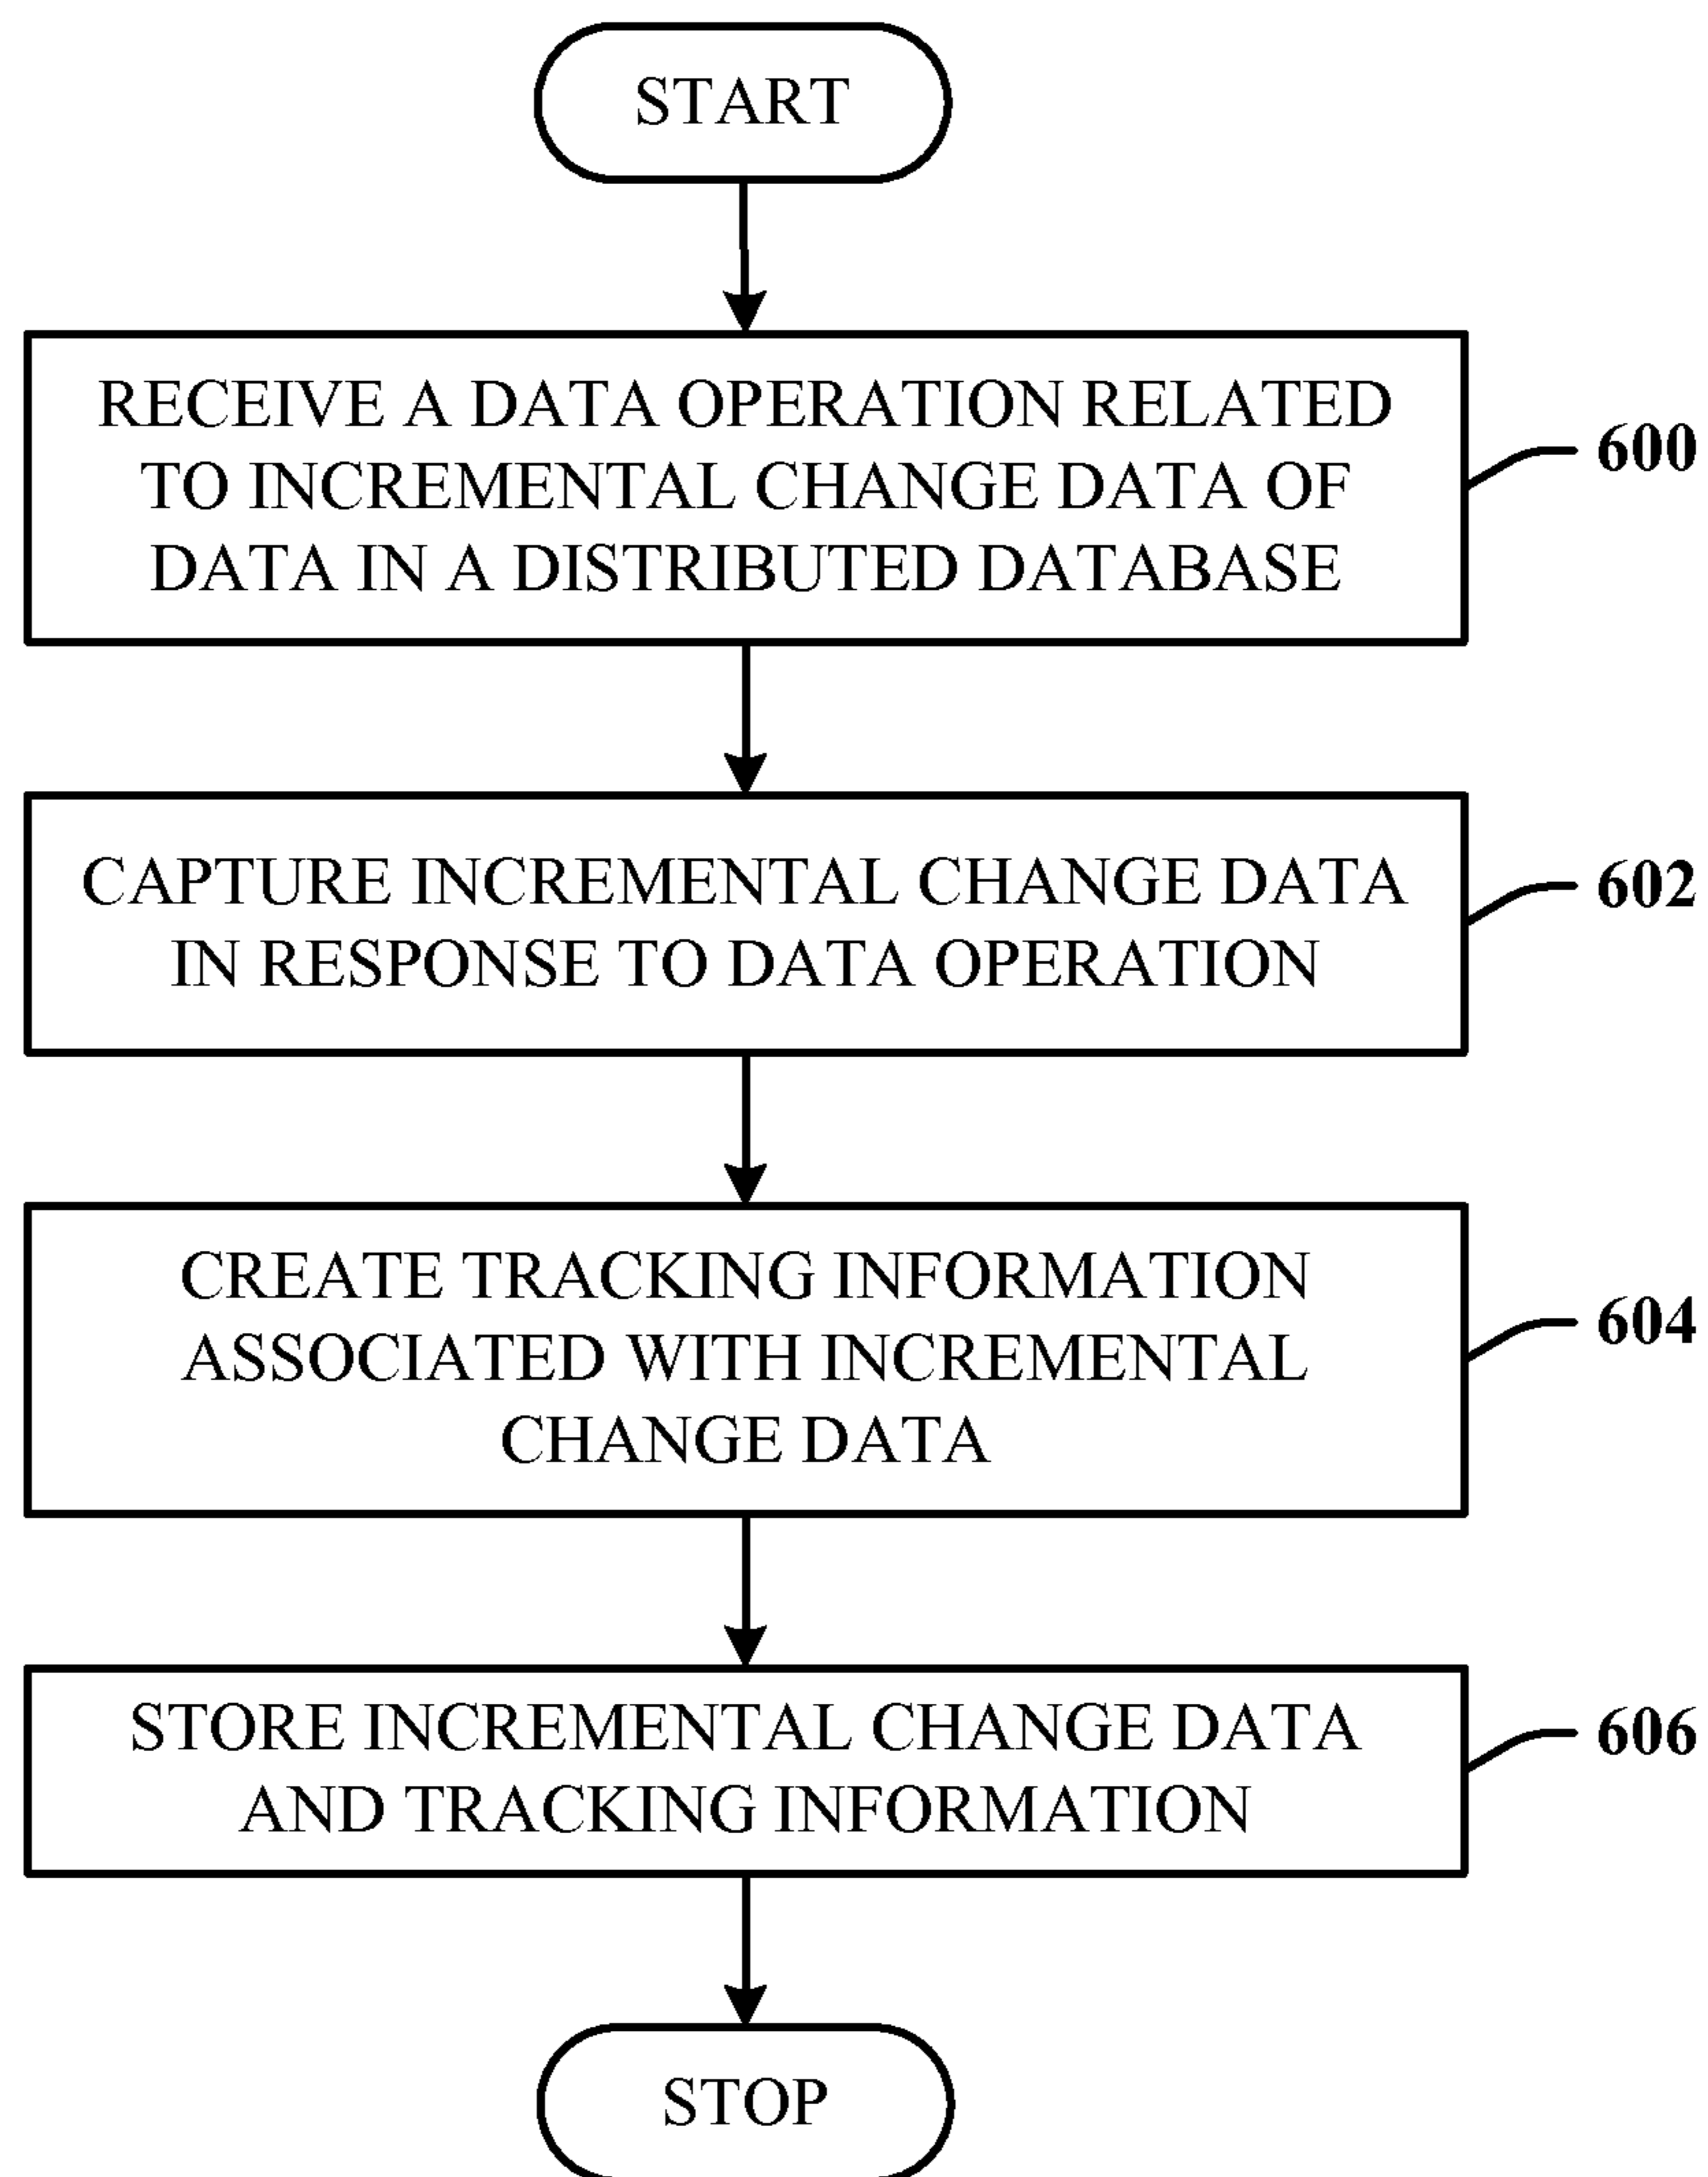 START
RECEIVE A DATA OPERATION RELATED
TO INCREMENTAL CHANGE DATA OF
DATA IN A DISTRIBUTED DATABASE
600
CAPTURE INCREMENTAL CHANGE DATA
IN RESPONSE TO DATA OPERATION
602
CREATE TRACKING INFORMATION
ASSOCIATED WITH INCREMENTAL
CHANGE DATA
604
STORE INCREMENTAL CHANGE DATA
AND TRACKING INFORMATION
606
STOP